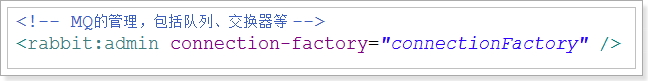 <!-- MQ的管理，包括队列、交换器等 -->
<rabbit:admin connection-factory="connectionFactory" />